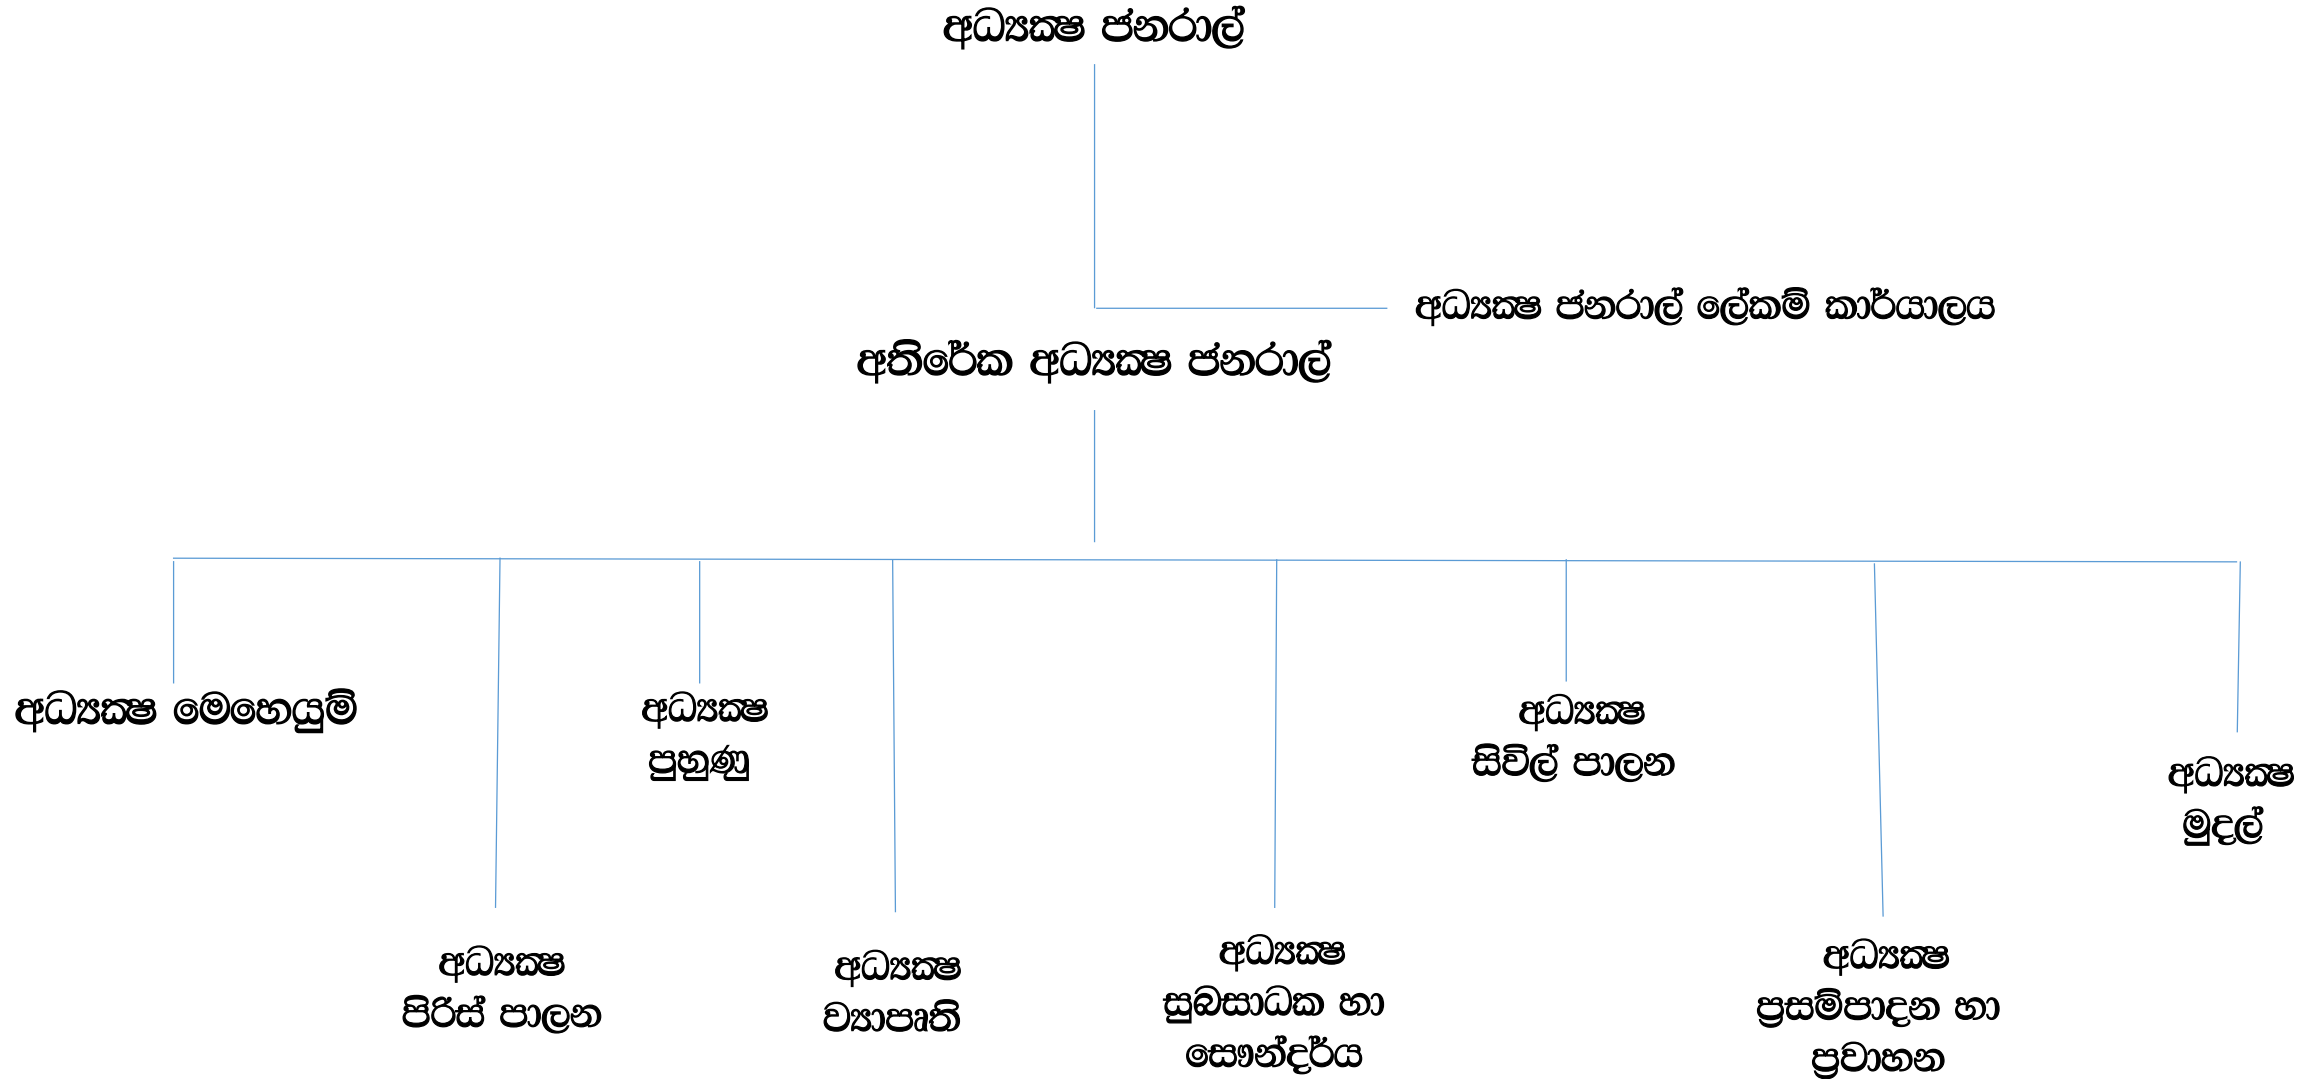 අධ්‍යක්ෂ ජනරාල්
අධ්‍යක්ෂ ජනරාල් ලේකම් කාර්යාලය
අතිරේක අධ්‍යක්ෂ ජනරාල්
අධ්‍යක්ෂ මෙහෙයුම්
අධ්‍යක්ෂ
පිරිස් පාලන
අධ්‍යක්ෂ
පුහුණු
අධ්‍යක්ෂ
ව්‍යාපෘති
අධ්‍යක්ෂ
සුබසාධක හා
සෞන්දර්ය
අධ්‍යක්ෂ
සිවිල් පාලන
අධ්‍යක්ෂ
ප්‍රසම්පාදන හා
ප්‍රවාහන
අධ්‍යක්ෂ
මුදල්